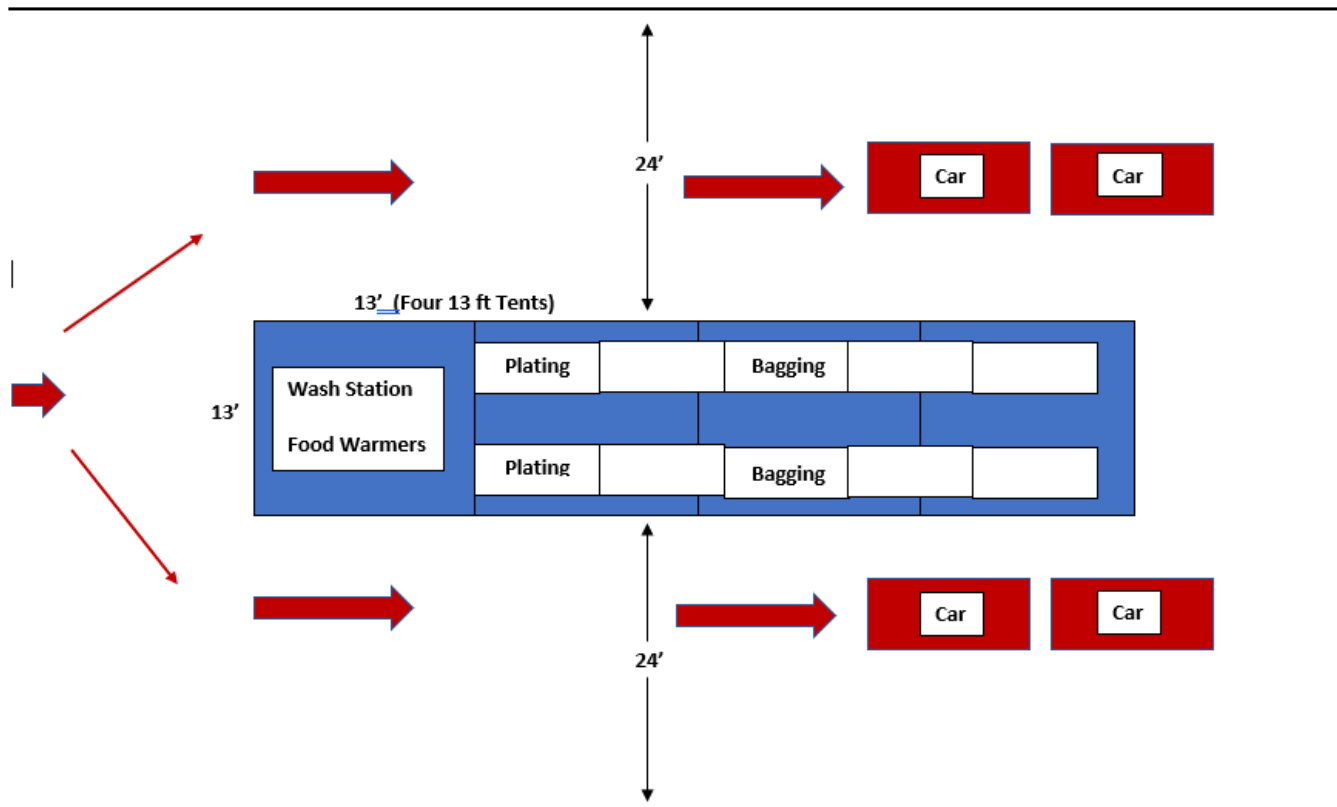 24’
Car
Car
13’ (Four 13 ft Tents)
Plating
Bagging
Wash Station
13’
Food Warmers
Plating
Bagging
Car
Car
24’